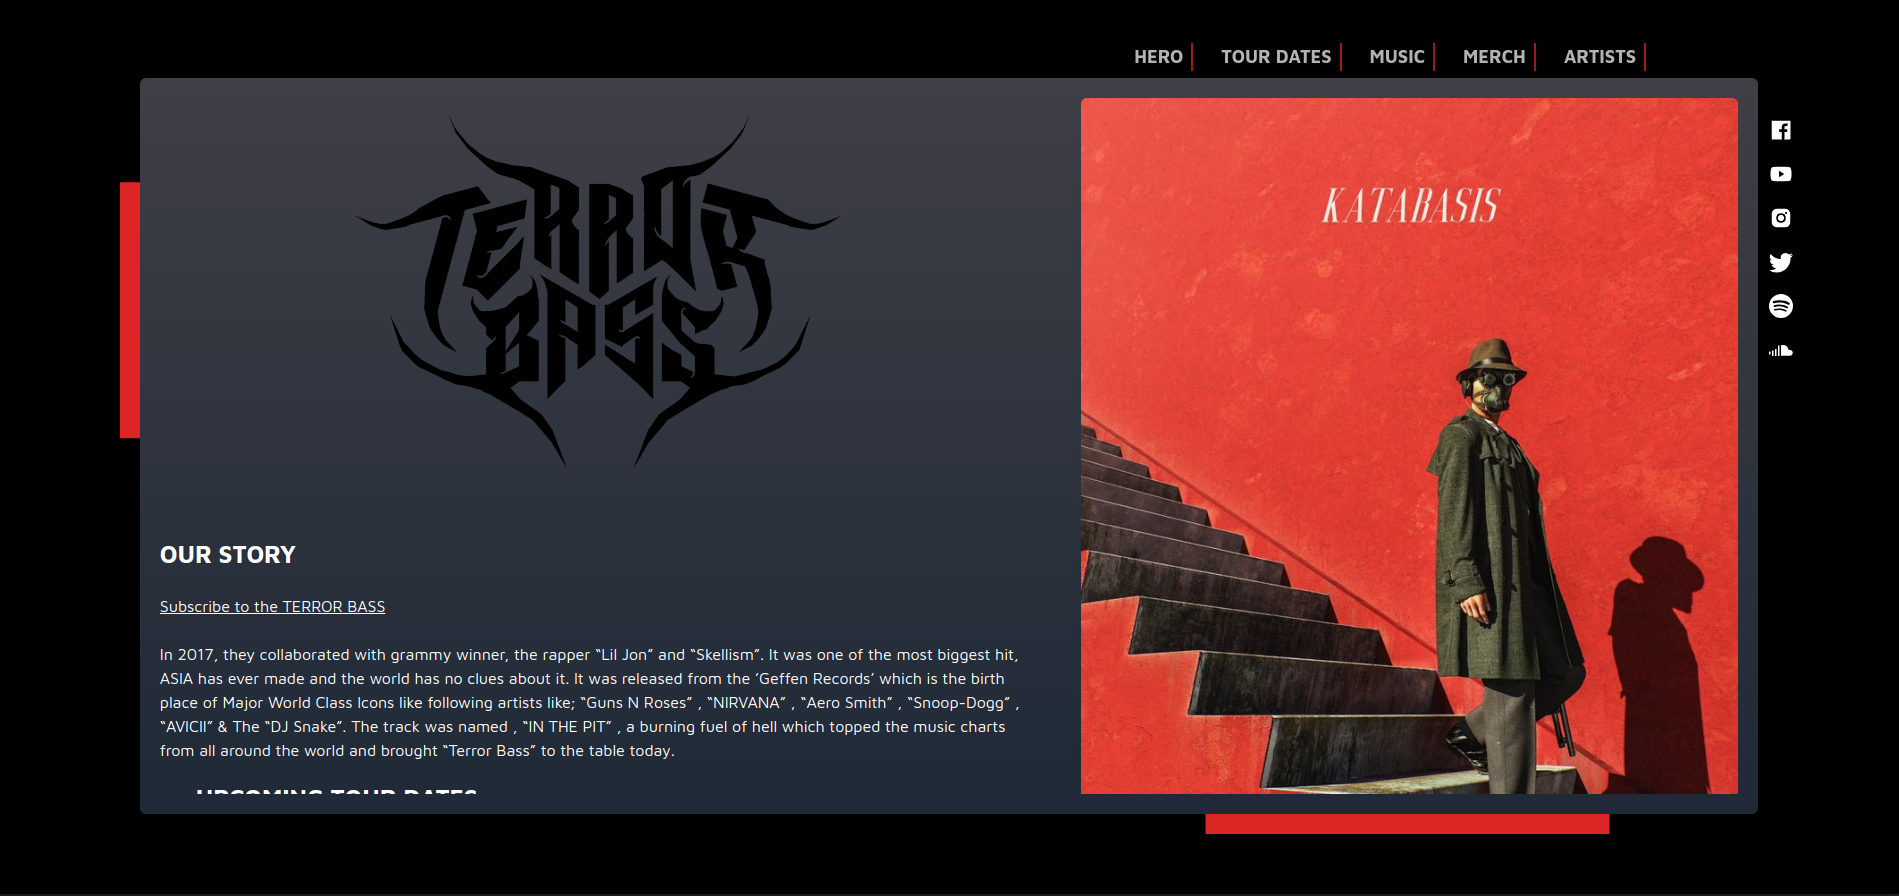 HERO
TOUR DATES
MUSIC
MERCH
ARTISTS
TERROR
BASS
KATABASIS
OUR STORY
Subscribe to the TERROR BASS
In 2017, they collaborated with grammy winner, the rapper “Lil Jon” and “Skellism”. It was one of the most biggest hit,
ASIA has ever made and the world has no clues about it. It was released from the ‘Geffen Records’ which is the birth
place of Major World Class Icons like following artists like; “Guns N Roses” , “NIRVANA” , “Aero Smith” , “Snoop-Dogg” ,
“AVICII” & The “DJ Snake”. The track was named , “IN THE PIT” , a burning fuel of hell which topped the music charts
from all around the world and brought “Terror Bass” to the table today.
UPCOMING TOUR DATES